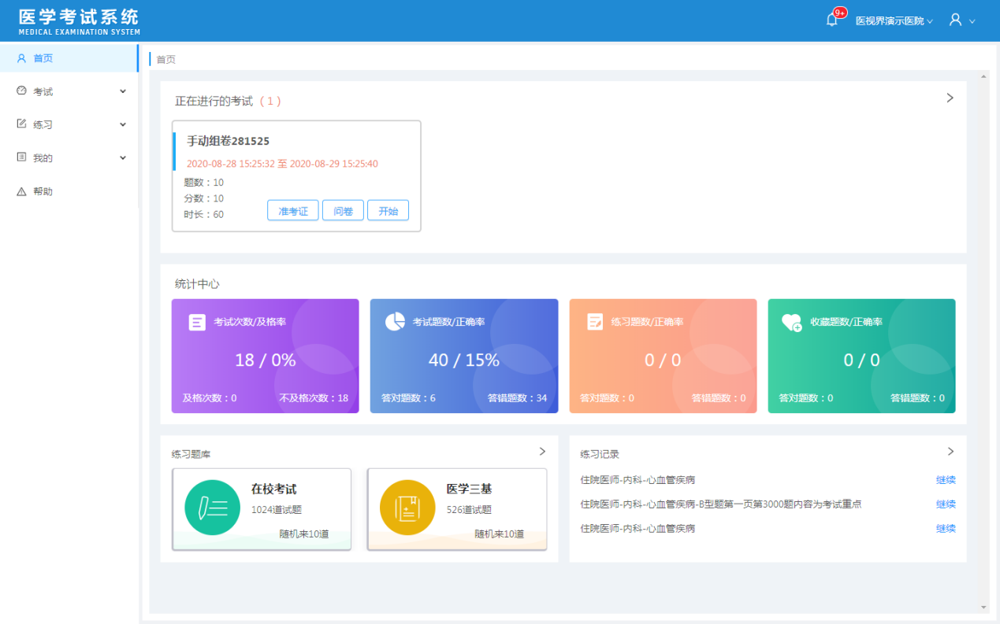 医学考试系统
MEDICAL EXAMINATION SYSTEM
9+
医视界演示医院
首页
考试
练习
我的
帮助
首页
正在进行的考试 ( 1 )
手动组卷281525
2020-08-28 15:25:32 至 2020-08-29 15:25:40
题数：10
分数：10
时长：60
准考证 问卷 开始
统计中心
考试次数/及格率
18 / 0%
及格次数：0 不及格次数：18
考试题数/正确率
40 / 15%
答对题数：6 答错题数：34
练习题数/正确率
0 / 0
答对题数：0 答错题数：0
收藏题数/正确率
0 / 0
答对题数：0 答错题数：0
练习题库
在校考试
1024道试题
随机来10道
医学三基
526道试题
随机来10道
练习记录
住院医师-内科-心血管疾病 继续
住院医师-内科-心血管疾病-B型题第一页第3000题内容为考试重点 继续
住院医师-内科-心血管疾病 继续